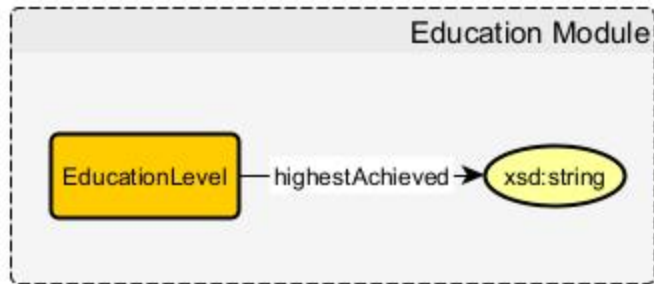 Education Module
EducationLevel
highestAchieved
xsd:string